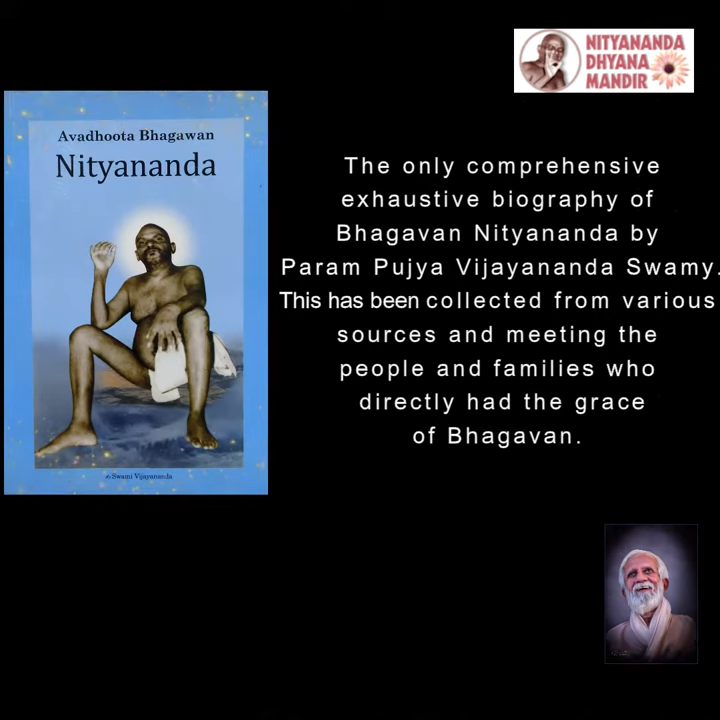 NITYANANDA
DHYANA
MANDIR
Avadhoota Bhagawan
Nityananda
by Swami Vijayananda
The only comprehensive
exhaustive biography of
Bhagavan Nityananda by
Param Pujya Vijayananda Swamy.
This has been collected from various
sources and meeting the
people and families who
directly had the grace
of Bhagavan.